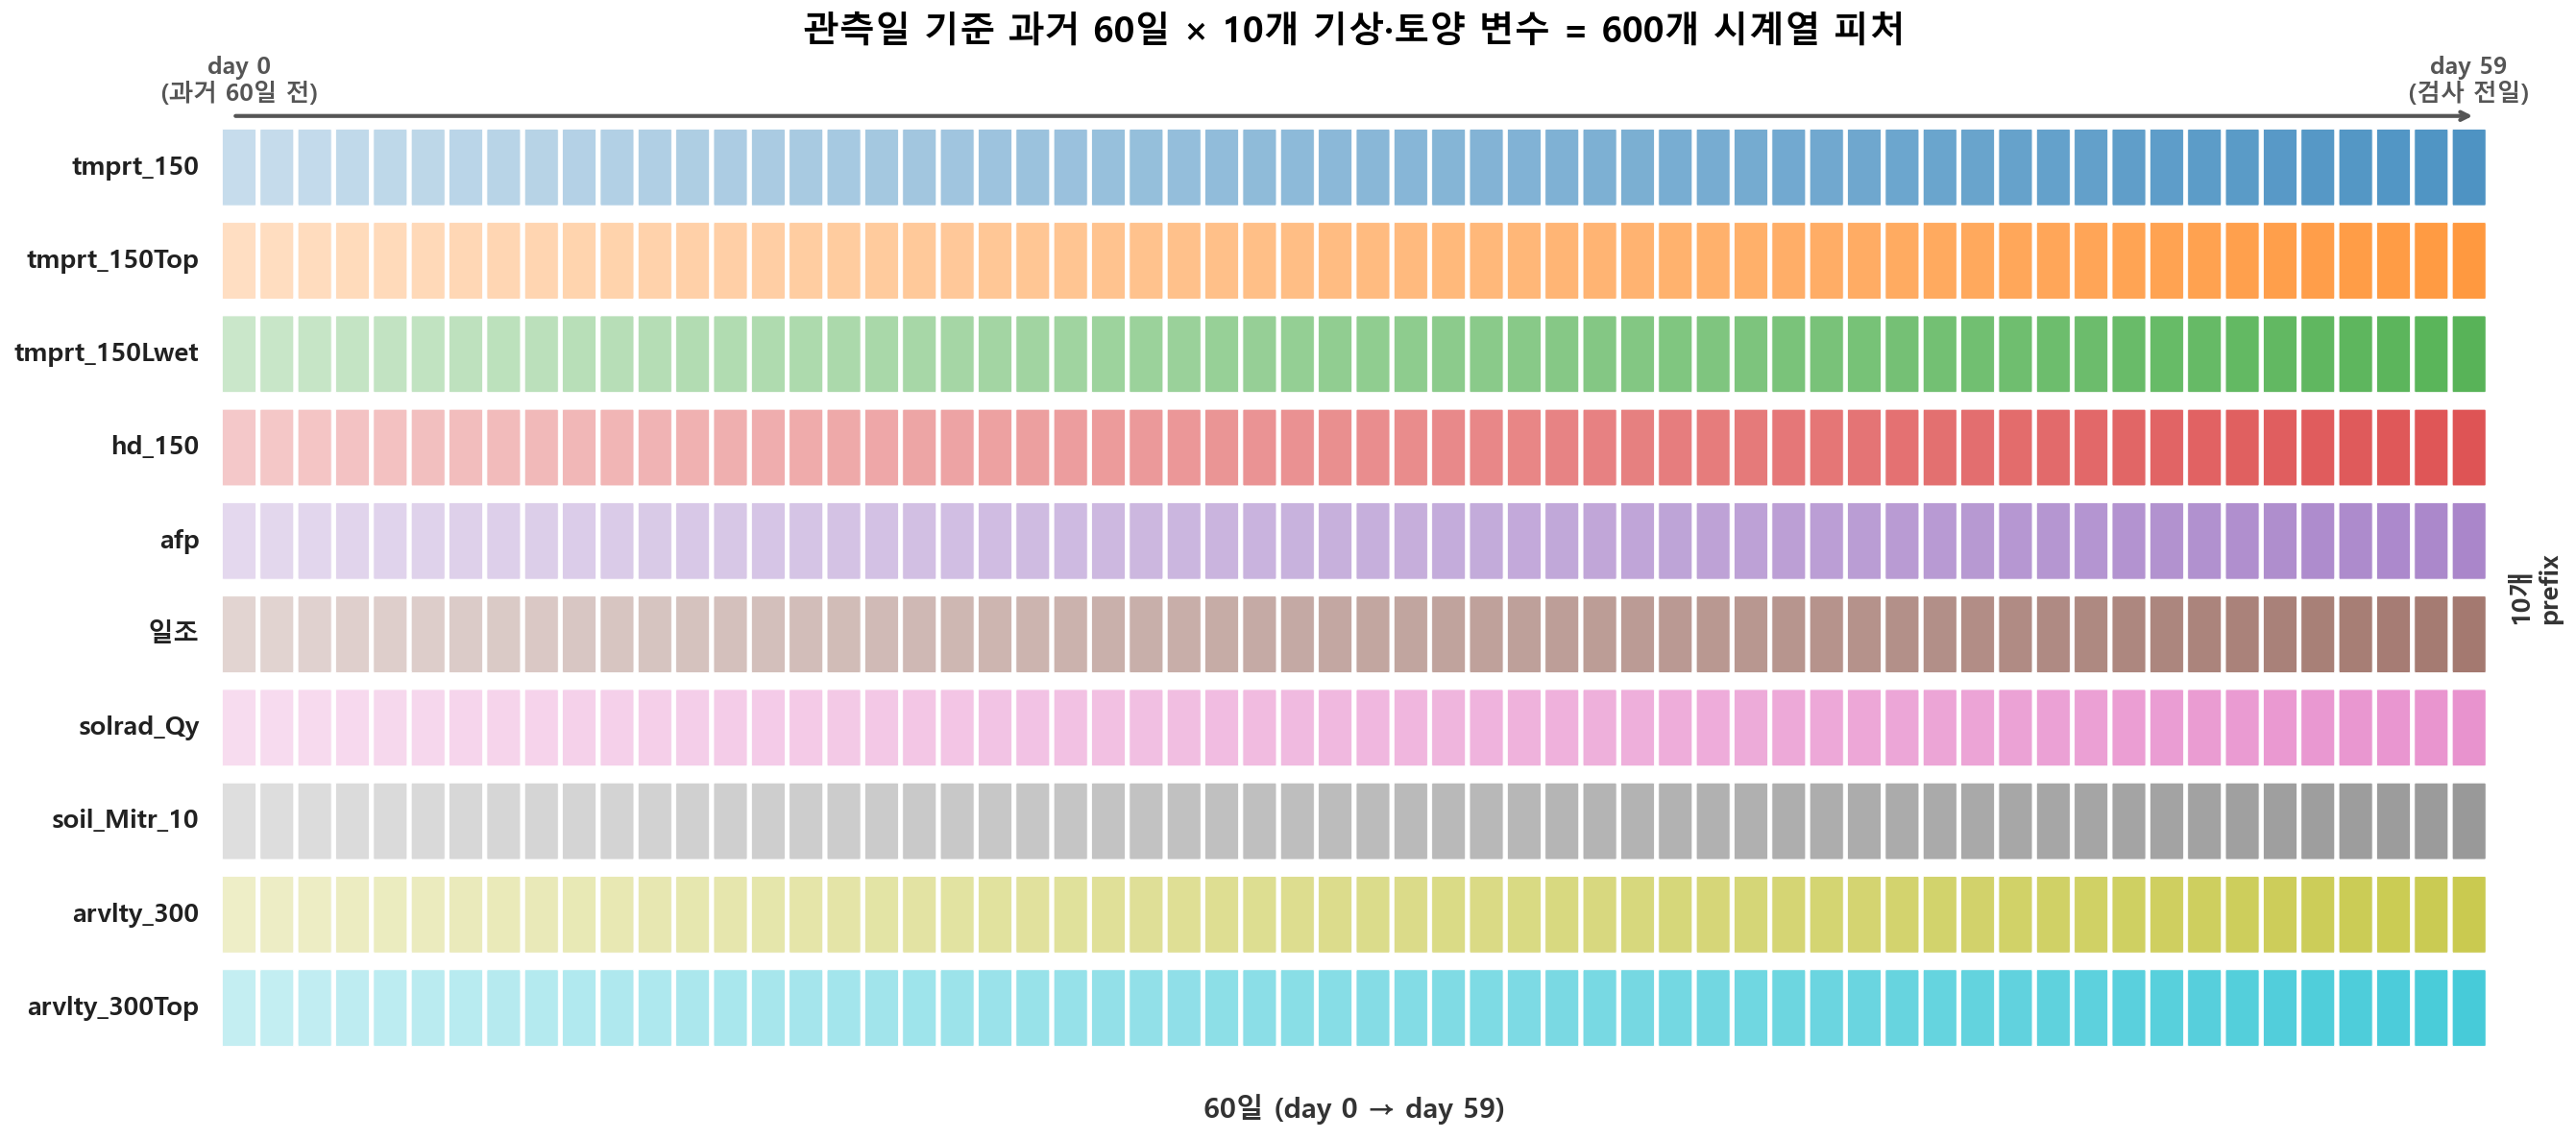 관측일 기준 과거 60일 × 10개 기상·토양 변수 = 600개 시계열 피처
day 0
(과거 60일 전)
day 59
(검사 전일)
tmprt_150
tmprt_150Top
tmprt_150Lwet
hd_150
afp
일조
solrad_Qy
soil_Mitr_10
arvlty_300
arvlty_300Top
10개
prefix
60일 (day 0 → day 59)